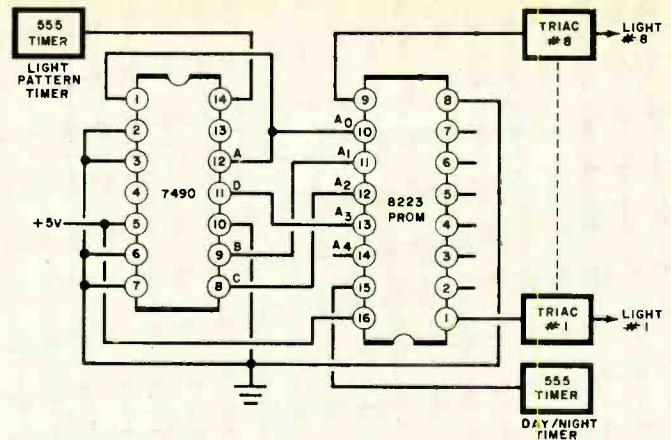 555
TIMER
LIGHT
PATTERN
TIMER
TRIAC
#8
LIGHT
#8
1
14
2
13
3
12
A
4
7490
11
D
+5V
5
10
6
9
B
7
8
C
9
8
A0
10
7
A1
11
6
A2
12
8223
PROM
5
A3
13
4
A4
14
3
15
2
16
1
TRIAC
#1
LIGHT
#1
555
TIMER
DAY/NIGHT
TIMER